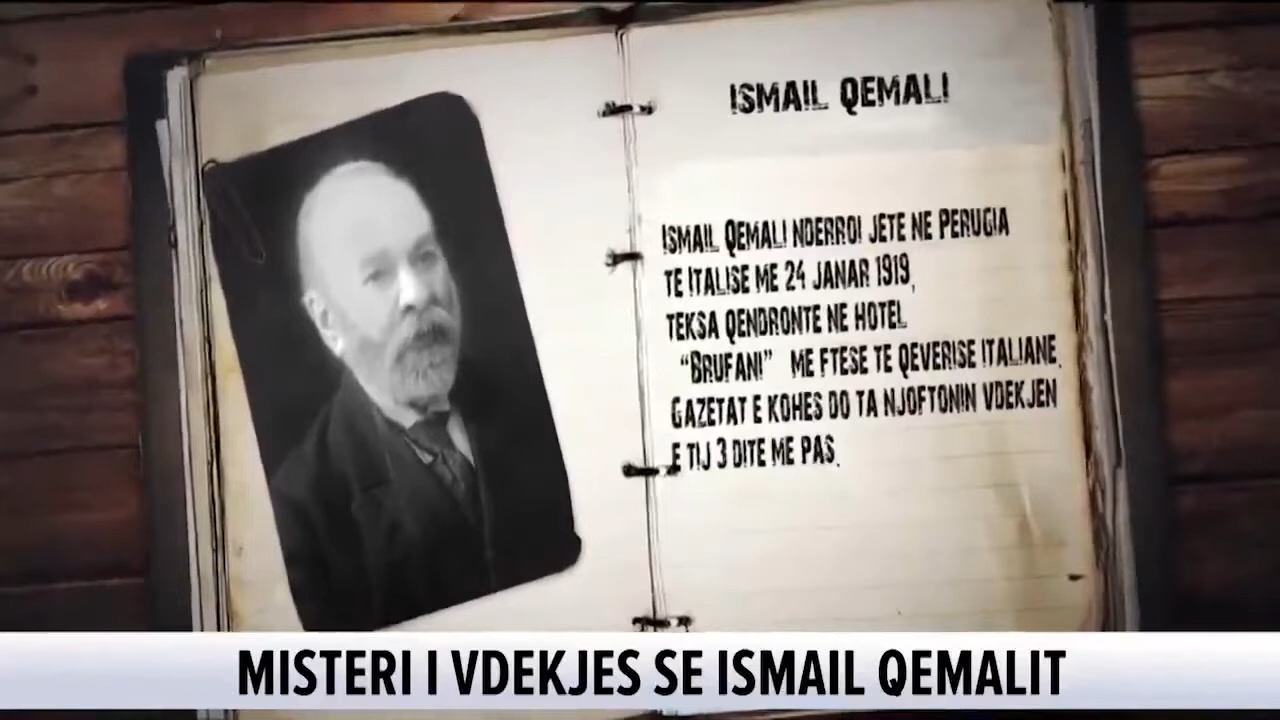 ISMAIL QEMALI
ISMAIL QEMALI NDERROI JETE NE PERUGIA
TE ITALISE ME 24 JANAR 1919,
TEKSA QENDRONTE NE HOTEL
"BRUFANI" ME FTESE TE QEVERISE ITALIANE.
GAZETAT E KOHES DO TA NJOFTONIN VDEKJEN
E TIJ 3 DITE ME PAS.
MISTERI I VDEKJES SE ISMAIL QEMALIT